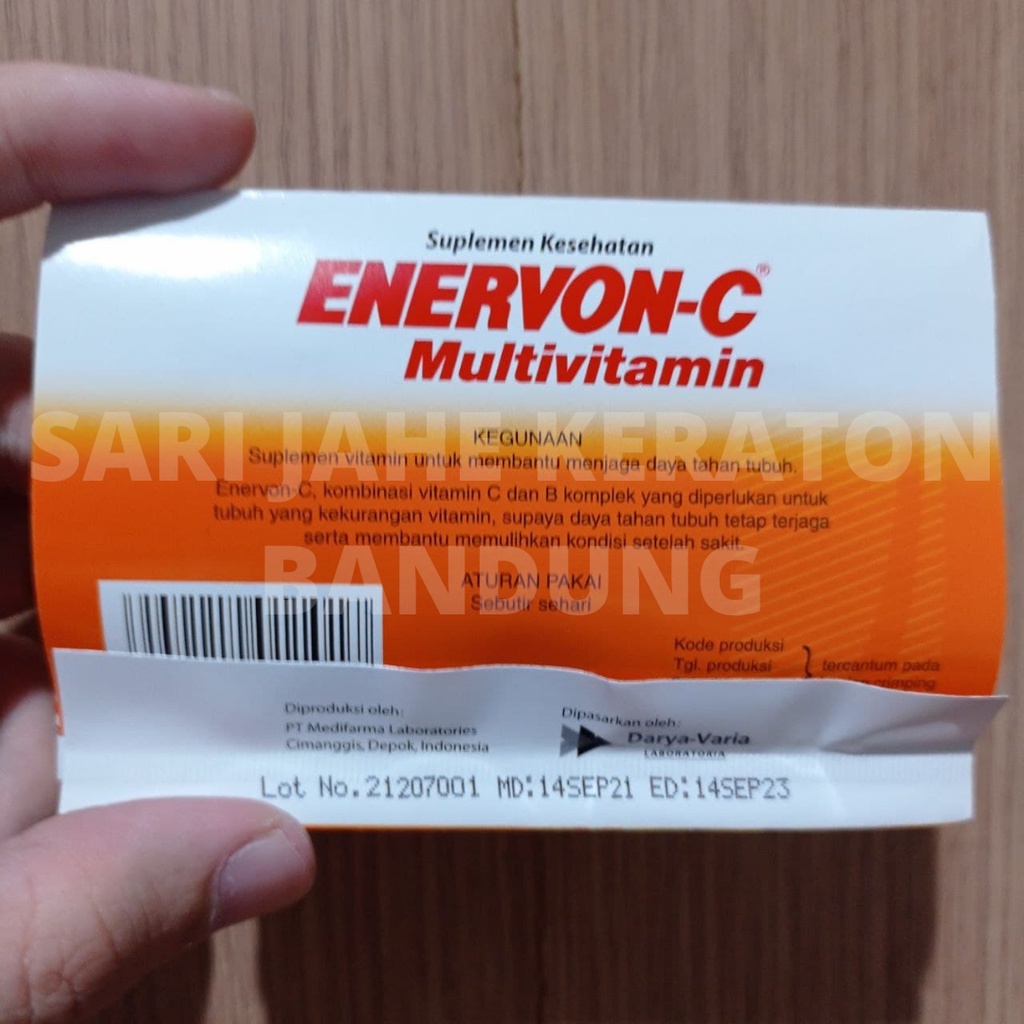 Suplemen Kesehatan
ENERVON-C®
Multivitamin
SARI JAHE KERATON
KEGUNAAN
Suplemen vitamin untuk membantu menjaga daya tahan tubuh.
Enervon-C, kombinasi vitamin C dan B komplek yang diperlukan untuk
tubuh yang kekurangan vitamin, supaya daya tahan tubuh tetap terjaga
serta membantu memulihkan kondisi setelah sakit.
BANDUNG
ATURAN PAKAI
Sebutir sehari
Kode produksi
Tgl. produksi } tercantum pada
crimping
Diproduksi oleh:
PT Medifarma Laboratories
Cimanggis, Depok, Indonesia
Dipasarkan oleh:
Darya-Varia
LABORATORIA
Lot No.21207001 MD:14SEP21 ED:14SEP23